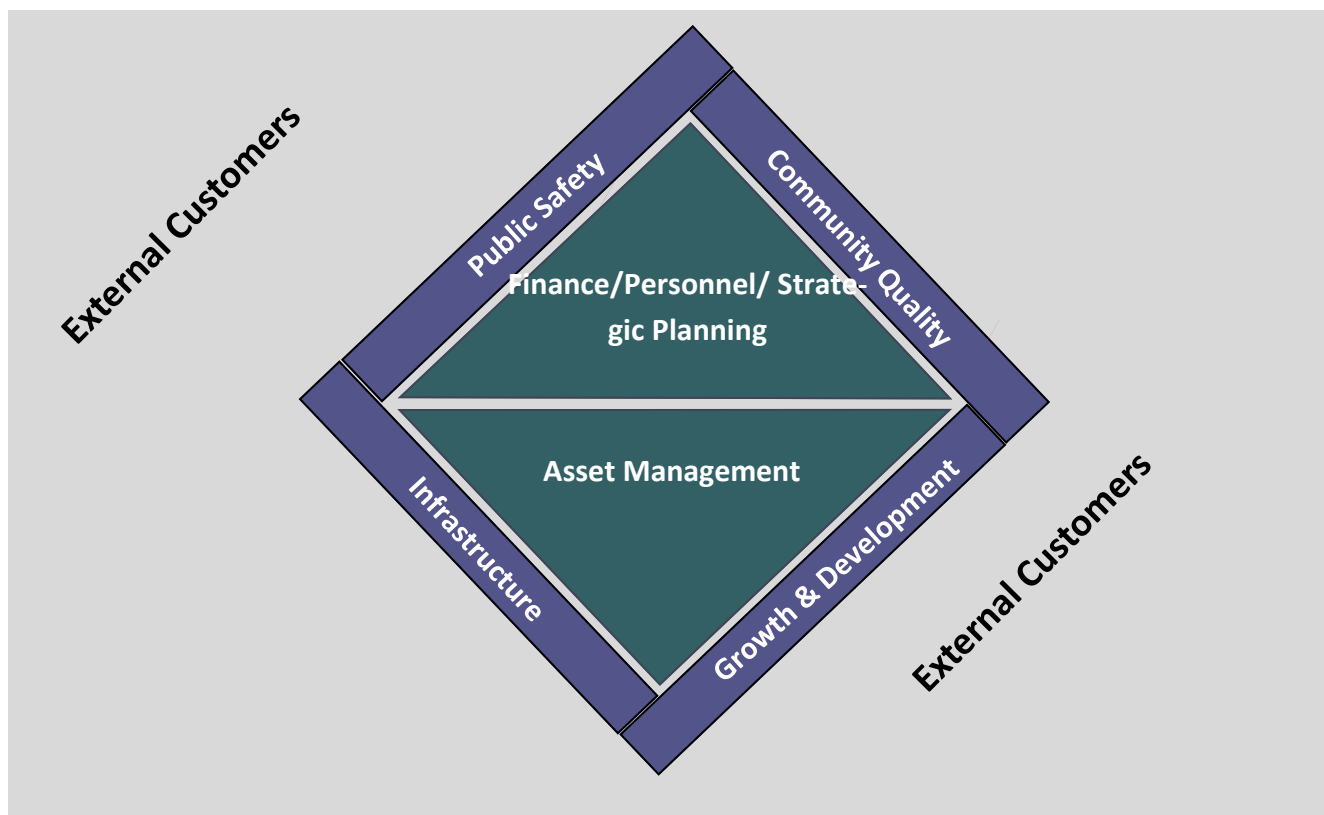 External Customers
Public Safety
Community Quality
Finance/Personnel/ Strate-
gic Planning
Asset Management
Infrastructure
Growth & Development
External Customers